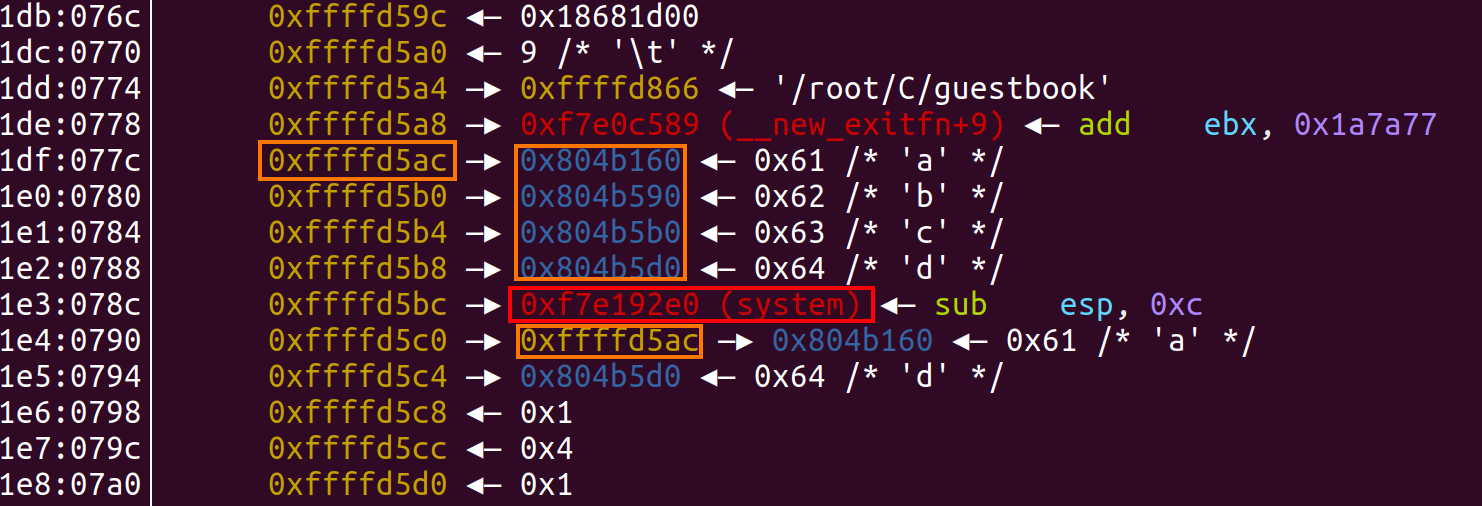 1db:076c 0xffffd59c ◂— 0x18681d00
1dc:0770 0xffffd5a0 ◂— 9 /* '\t' */
1dd:0774 0xffffd5a4 —▸ 0xffffd866 ◂— '/root/C/guestbook'
1de:0778 0xffffd5a8 —▸ 0xf7e0c589 (__new_exitfn+9) ◂— add ebx, 0x1a7a77
1df:077c 0xffffd5ac —▸ 0x804b160 ◂— 0x61 /* 'a' */
1e0:0780 0xffffd5b0 —▸ 0x804b590 ◂— 0x62 /* 'b' */
1e1:0784 0xffffd5b4 —▸ 0x804b5b0 ◂— 0x63 /* 'c' */
1e2:0788 0xffffd5b8 —▸ 0x804b5d0 ◂— 0x64 /* 'd' */
1e3:078c 0xffffd5bc —▸ 0xf7e192e0 (system) ◂— sub esp, 0xc
1e4:0790 0xffffd5c0 —▸ 0xffffd5ac —▸ 0x804b160 ◂— 0x61 /* 'a' */
1e5:0794 0xffffd5c4 —▸ 0x804b5d0 ◂— 0x64 /* 'd' */
1e6:0798 0xffffd5c8 ◂— 0x1
1e7:079c 0xffffd5cc ◂— 0x4
1e8:07a0 0xffffd5d0 ◂— 0x1